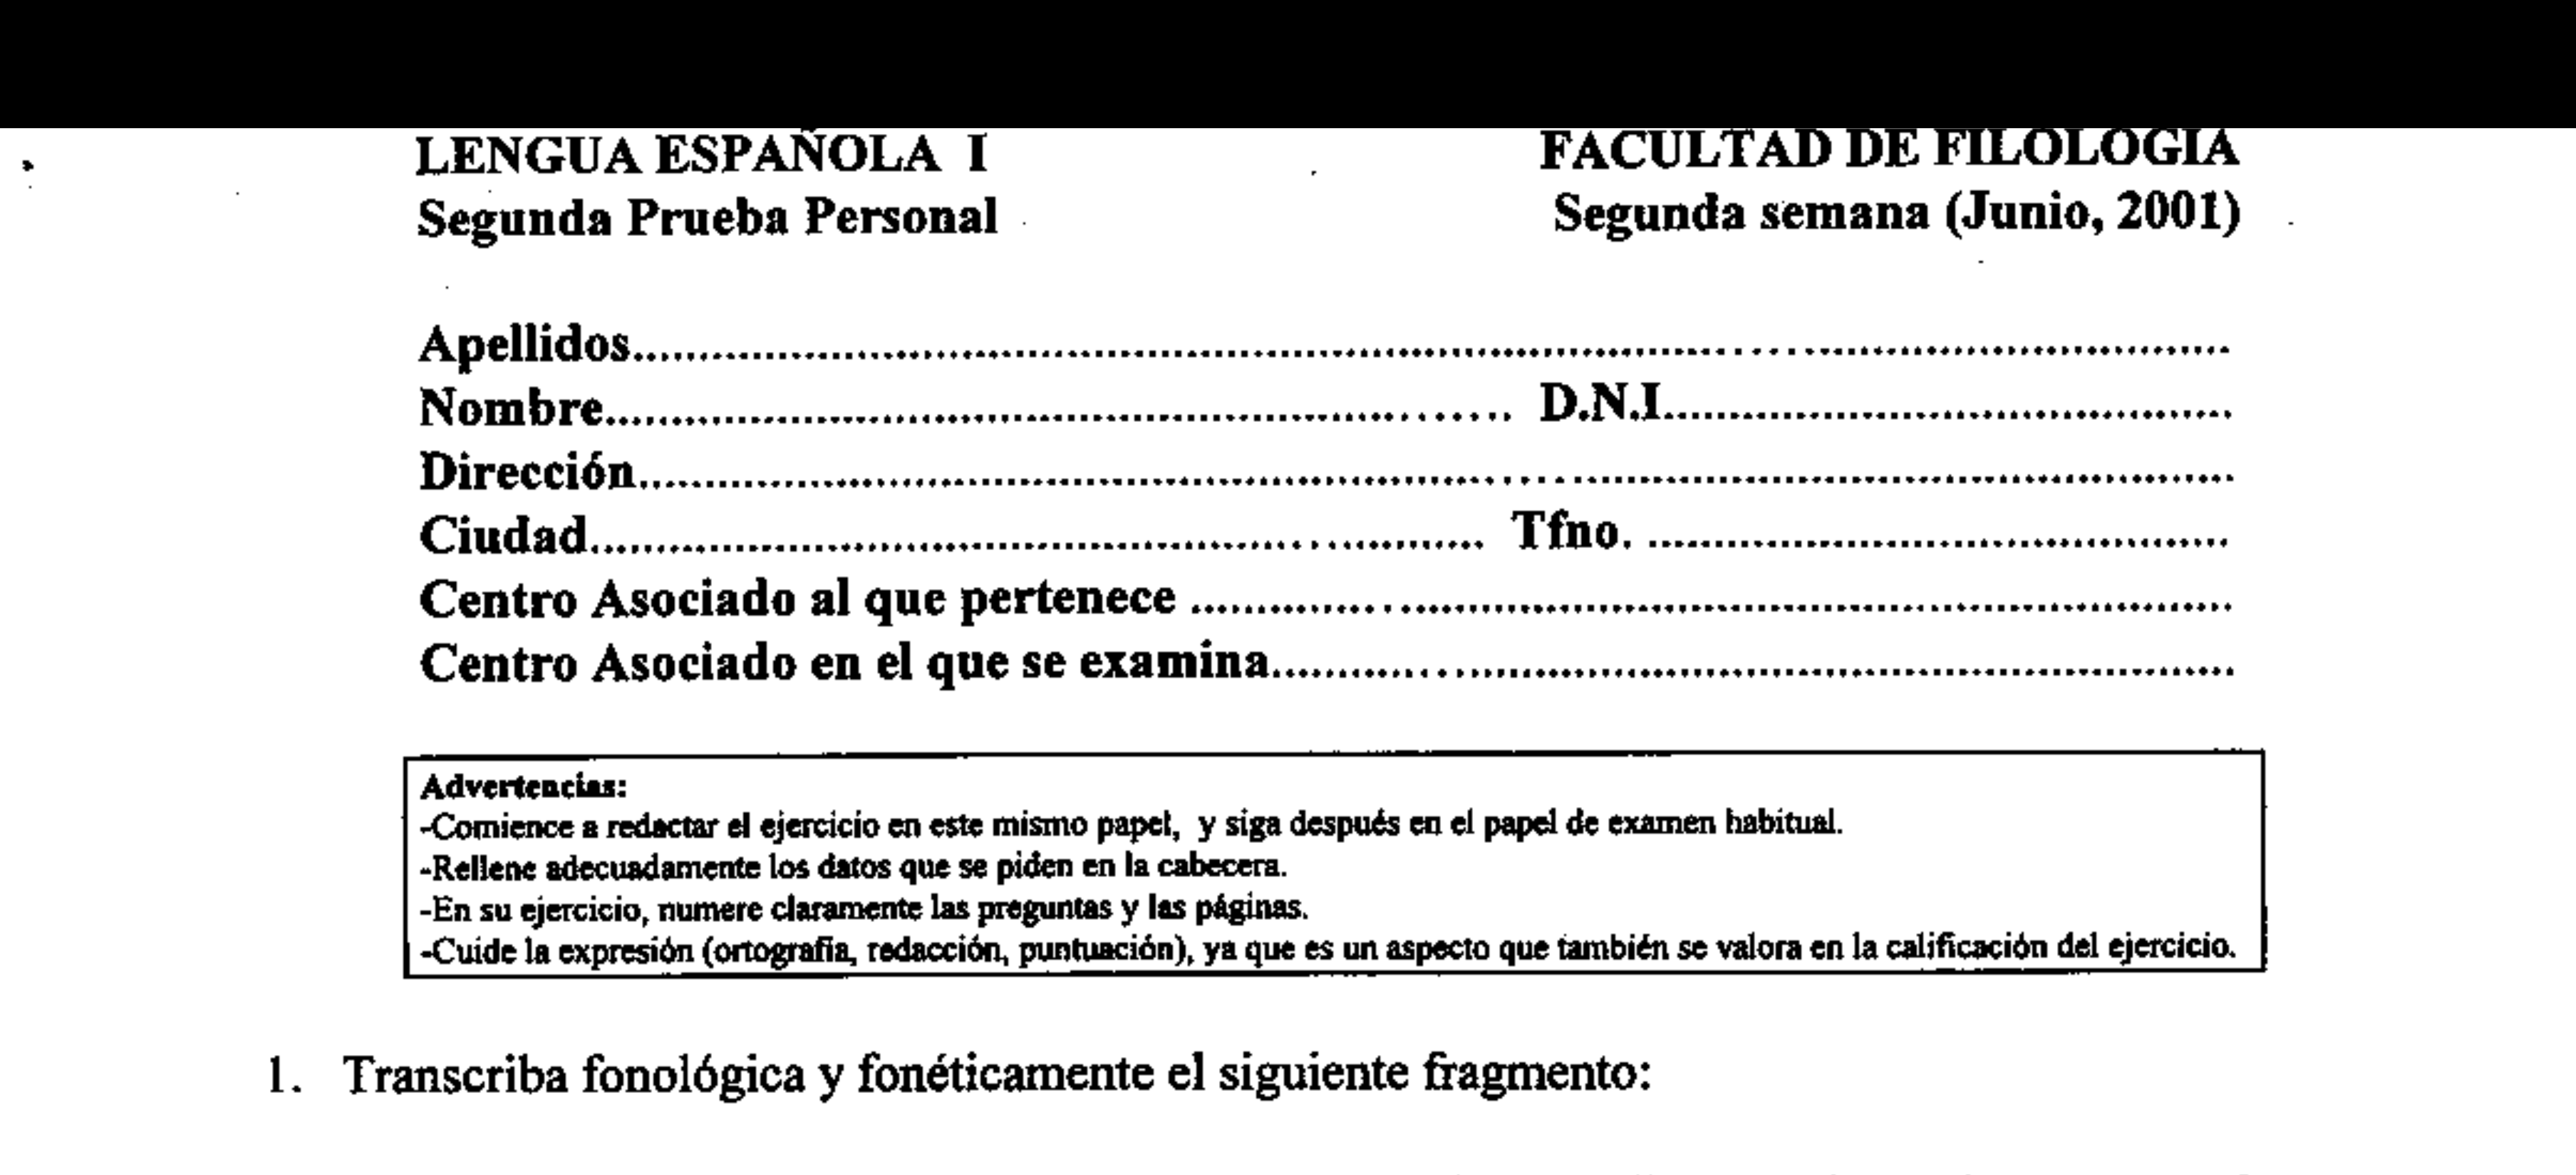 LENGUA ESPAÑOLA I
FACULTAD DE FILOLOGIA
Segunda Prueba Personal
Segunda semana (Junio, 2001)
Apellidos......................................................................................................................
Nombre.................................................................... D.N.I...........................................
Dirección.....................................................................................................................
Ciudad.................................................................... Tfno. ............................................
Centro Asociado al que pertenece ..............................................................................
Centro Asociado en el que se examina.........................................................................
Advertencias:
-Comience a redactar el ejercicio en este mismo papel, y siga después en el papel de examen habitual.
-Rellene adecuadamente los datos que se piden en la cabecera.
-En su ejercicio, numere claramente las preguntas y las páginas.
-Cuide la expresión (ortografía, redacción, puntuación), ya que es un aspecto que también se valora en la calificación del ejercicio.
1. Transcriba fonológica y fonéticamente el siguiente fragmento: